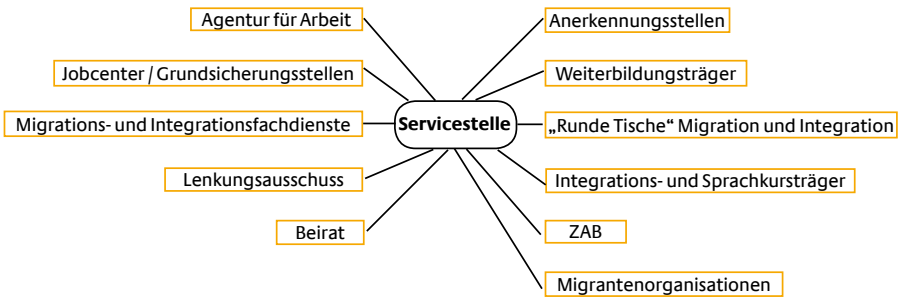 Agentur für Arbeit
Anerkennungsstellen
Jobcenter / Grundsicherungsstellen
Weiterbildungsträger
Migrations- und Integrationsfachdienste
Servicestelle
„Runde Tische“ Migration und Integration
Lenkungsausschuss
Integrations- und Sprachkursträger
Beirat
ZAB
Migrantenorganisationen